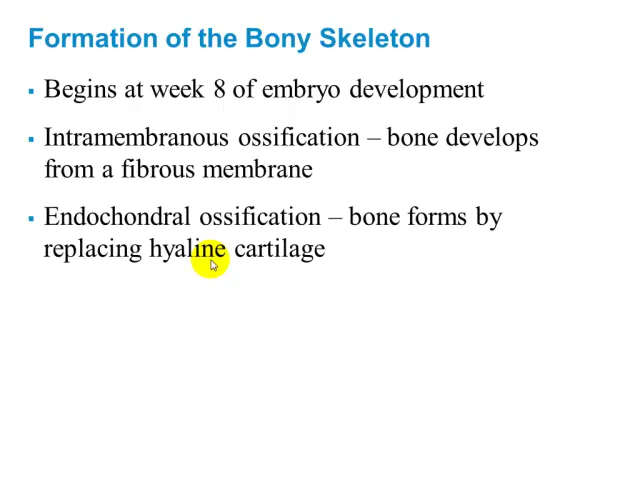 Formation of the Bony Skeleton
▪ Begins at week 8 of embryo development
▪ Intramembranous ossification – bone develops
from a fibrous membrane
▪ Endochondral ossification – bone forms by
replacing hyaline cartilage